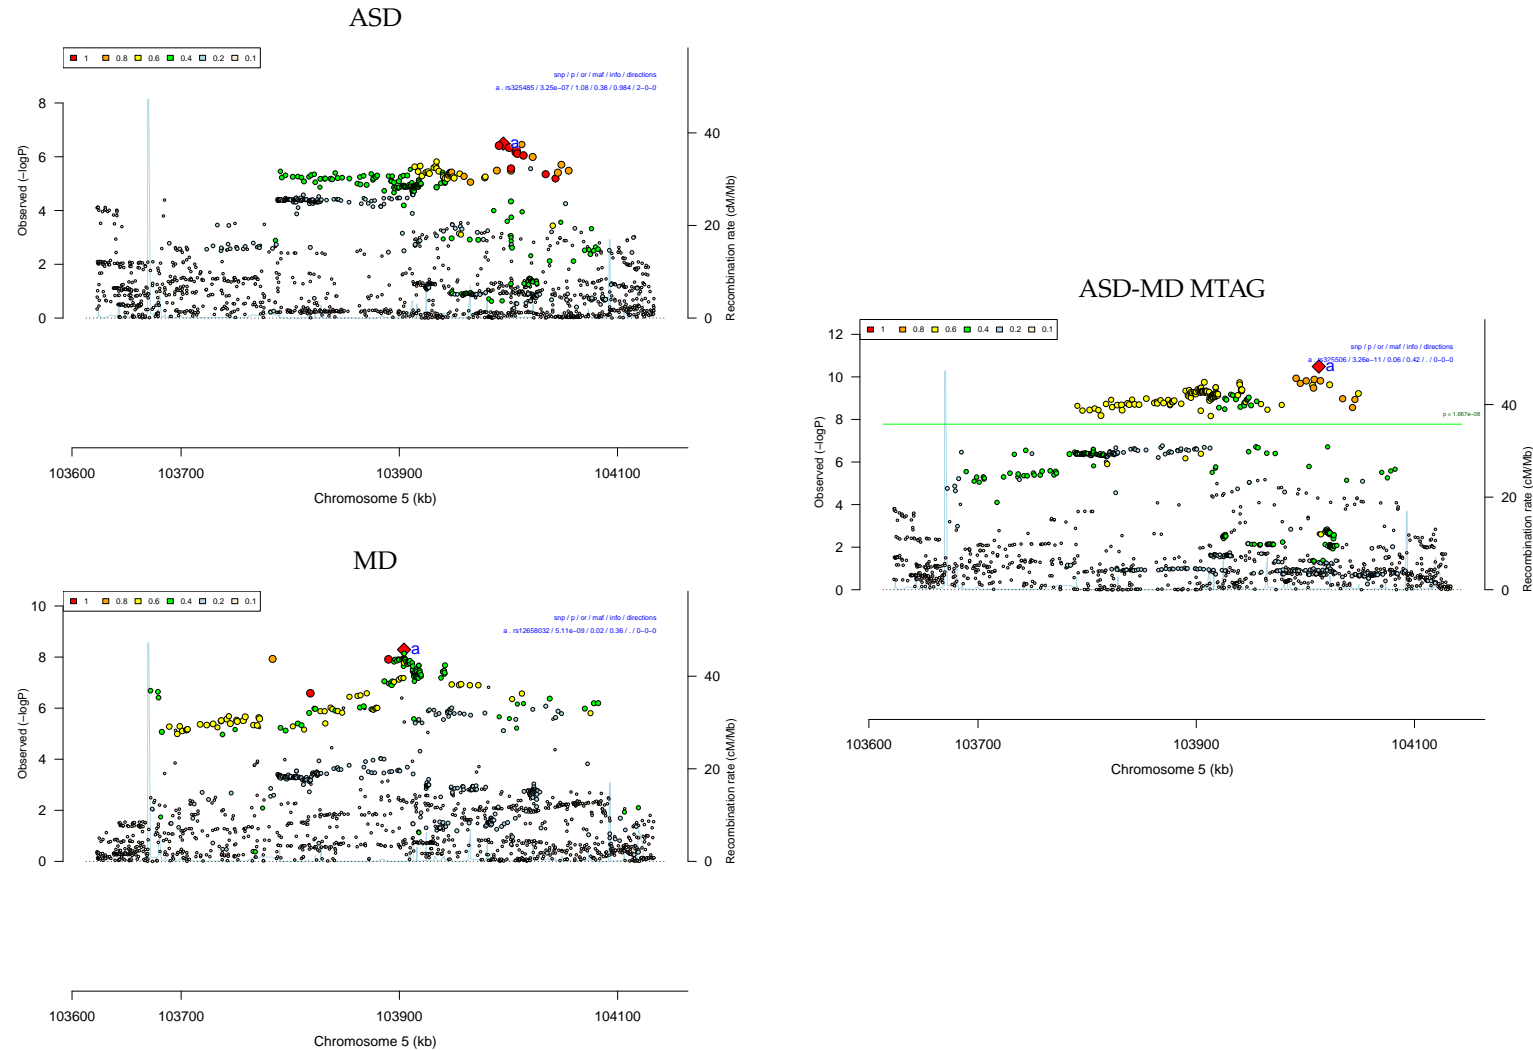 ASD
1 0.8 0.6 0.4 0.2 0.1
snp / p / or / maf / info / directions
a . rs325485 / 3.25e−07 / 1.08 / 0.38 / 0.984 / 2−0−0
a
0 2 4 6 8
Observed (−logP)
0 20 40
Recombination rate (cM/Mb)
103600 103700 103900 104100
Chromosome 5 (kb)
MD
1 0.8 0.6 0.4 0.2 0.1
snp / p / or / maf / info / directions
a . rs12658032 / 5.11e−09 / 0.02 / 0.36 / . / 0−0−0
a
0 2 4 6 8 10
Observed (−logP)
0 20 40
Recombination rate (cM/Mb)
103600 103700 103900 104100
Chromosome 5 (kb)
ASD-MD MTAG
1 0.8 0.6 0.4 0.2 0.1
snp / p / or / maf / info / directions
a . rs325506 / 3.26e−11 / 0.06 / 0.42 / . / 0−0−0
a
p = 1.667e−08
0 2 4 6 8 10 12
Observed (−logP)
0 20 40
Recombination rate (cM/Mb)
103600 103700 103900 104100
Chromosome 5 (kb)